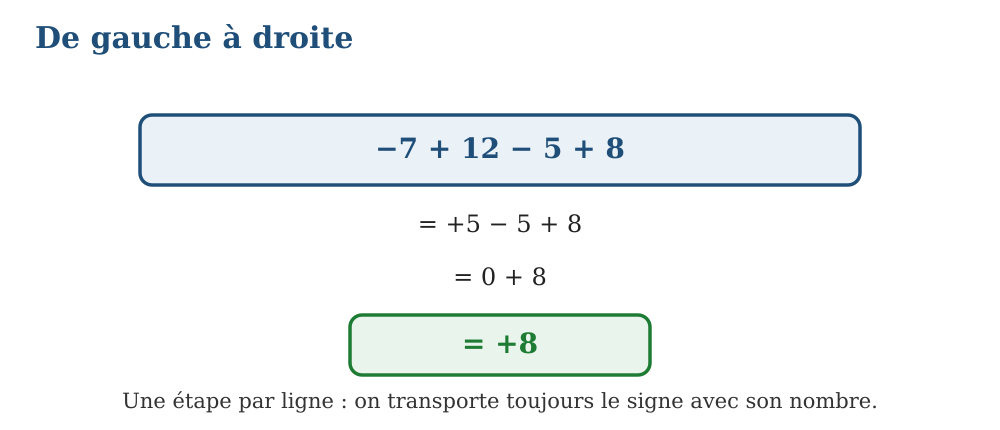 De gauche à droite
−7 + 12 − 5 + 8
= +5 − 5 + 8
= 0 + 8
= +8
Une étape par ligne : on transporte toujours le signe avec son nombre.